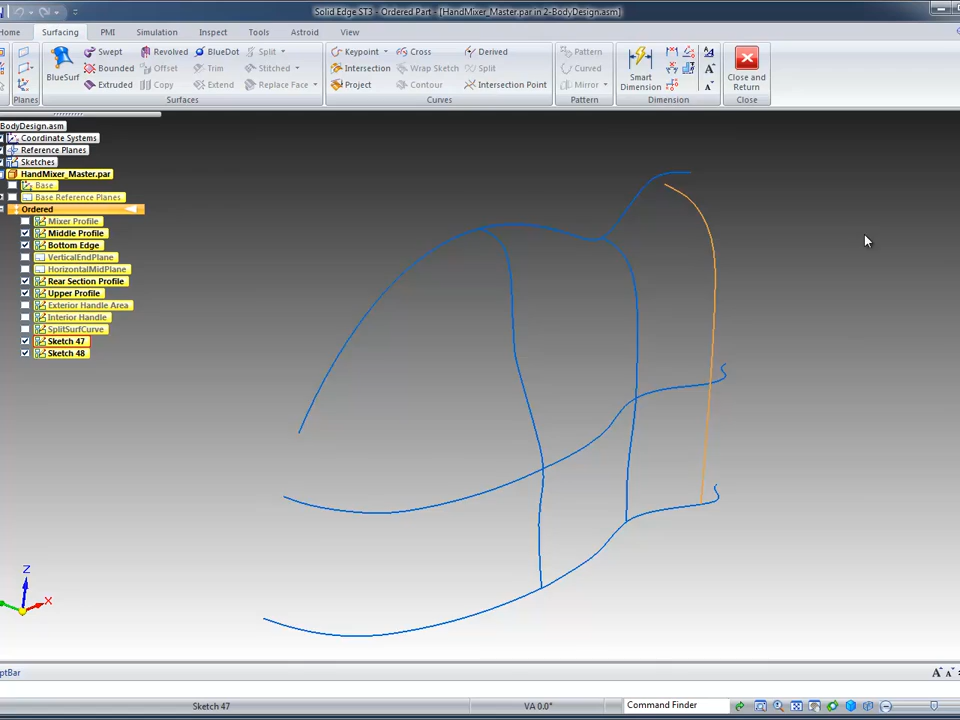 Solid Edge ST3 - Ordered Part - [HandMixer_Master.par in 2-BodyDesign.asm]
Home Surfacing PMI Simulation Inspect Tools Astroid View
Swept Revolved BlueDot Split Keypoint Cross Derived Pattern
BlueSurf Bounded Offset Trim Stitched Intersection Wrap Sketch Split Curved Smart Dimension Close and Return
Extruded Copy Extend Replace Face Project Contour Intersection Point Mirror
Planes Surfaces Curves Pattern Dimension Close
BodyDesign.asm
Coordinate Systems
Reference Planes
Sketches
HandMixer_Master.par
Base
Base Reference Planes
Ordered
Mixer Profile
Middle Profile
Bottom Edge
VerticalEndPlane
HorizontalMidPlane
Rear Section Profile
Upper Profile
Exterior Handle Area
Interior Handle
SplitSurfCurve
Sketch 47
Sketch 48
Z
X
ptBar
Sketch 47 VA 0.0° Command Finder